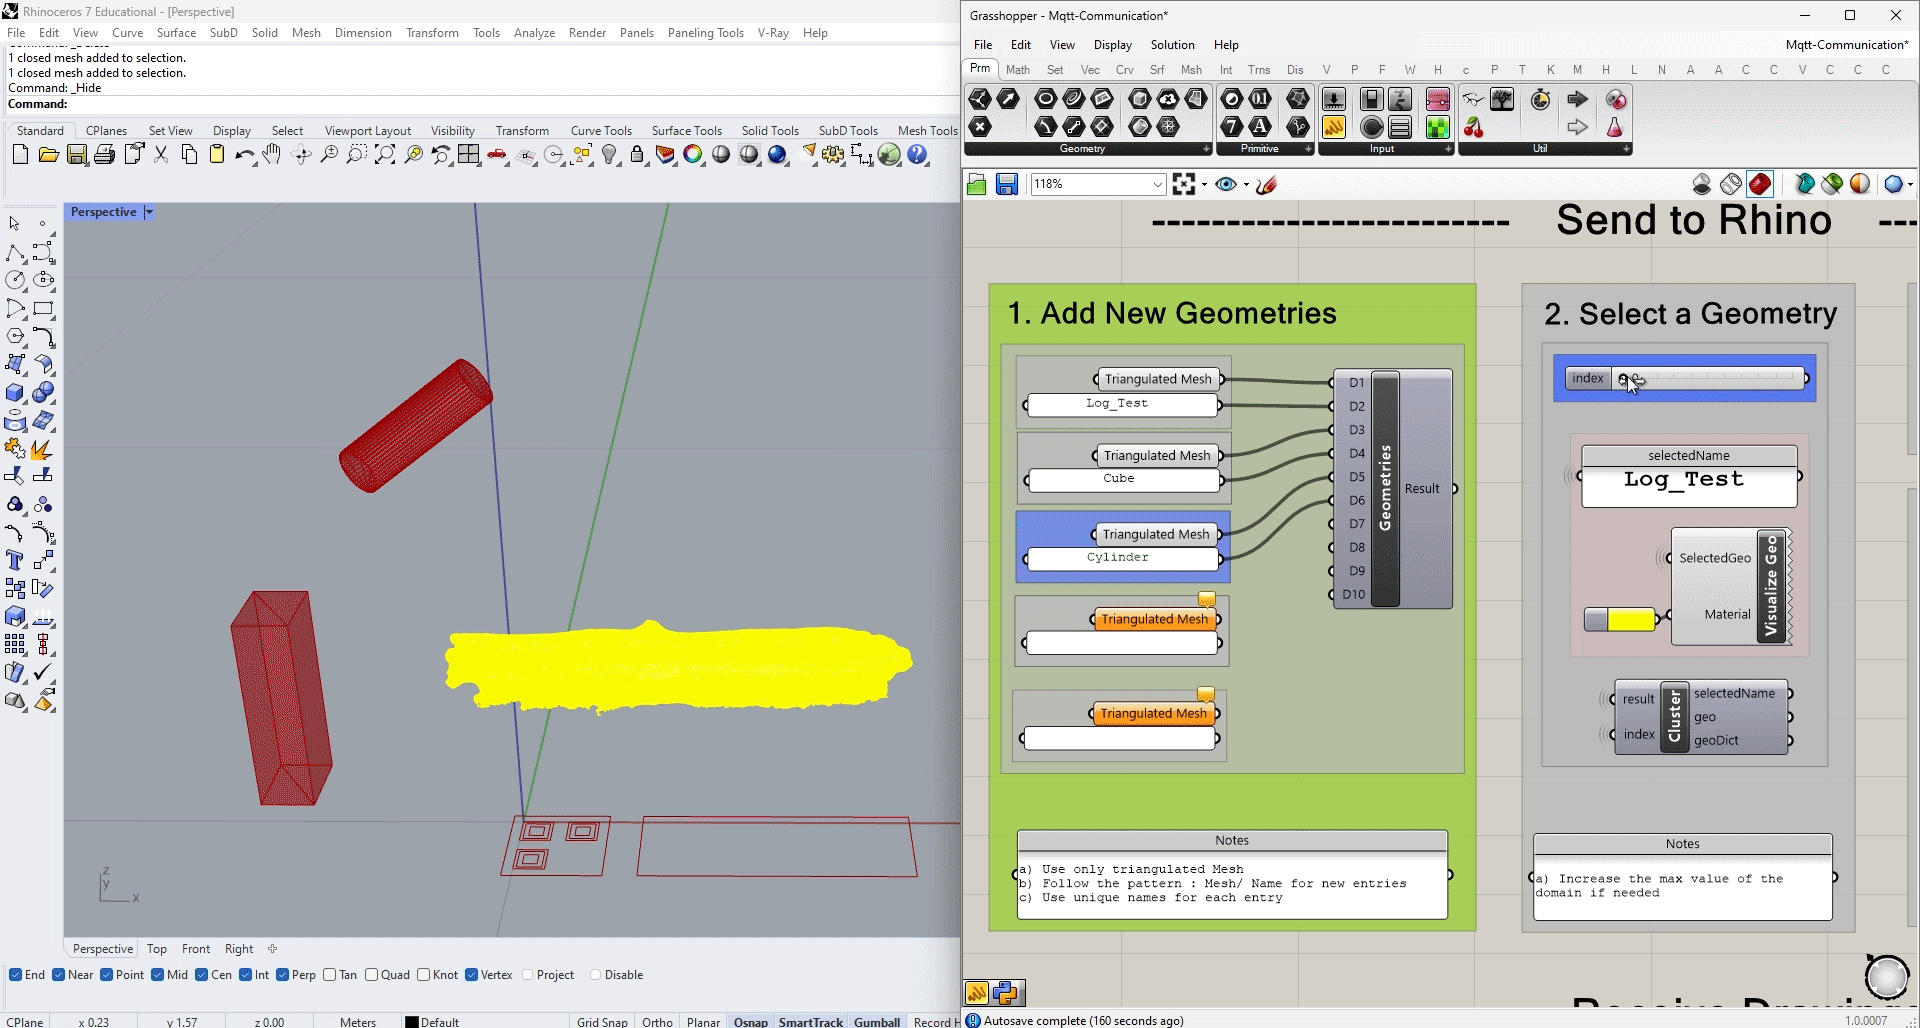 Rhinoceros 7 Educational - [Perspective]
File Edit View Curve Surface SubD Solid Mesh Dimension Transform Tools Analyze Render Panels Paneling Tools V-Ray Help
1 closed mesh added to selection.
1 closed mesh added to selection.
Command: _Hide
Command:
Standard CPlanes Set View Display Select Viewport Layout Visibility Transform Curve Tools Surface Tools Solid Tools SubD Tools Mesh Tools
Perspective
z
y
x
Perspective Top Front Right
End Near Point Mid Cen Int Perp Tan Quad Knot Vertex Project Disable
CPlane x 0.23 y 1.57 z 0.00 Meters Default Grid Snap Ortho Planar Osnap SmartTrack Gumball Record H
Grasshopper - Mqtt-Communication*
File Edit View Display Solution Help Mqtt-Communication*
Prm Math Set Vec Crv Srf Msh Int Trns Dis V P F W H c P T K M H L N A A C C V C C C
Geometry Primitive Input Util
118%
Send to Rhino
1. Add New Geometries
Triangulated Mesh
Log_Test
Triangulated Mesh
Cube
Triangulated Mesh
Cylinder
Triangulated Mesh
Triangulated Mesh
D1
D2
D3
D4
D5
D6
D7
D8
D9
D10
Geometries
Result
Notes
a) Use only triangulated Mesh
b) Follow the pattern : Mesh/ Name for new entries
c) Use unique names for each entry
2. Select a Geometry
index
selectedName
Log_Test
SelectedGeo
Material
Visualize Geo
result
index
Cluster
selectedName
geo
geoDict
Notes
a) Increase the max value of the
domain if needed
Autosave complete (160 seconds ago)
1.0.0007